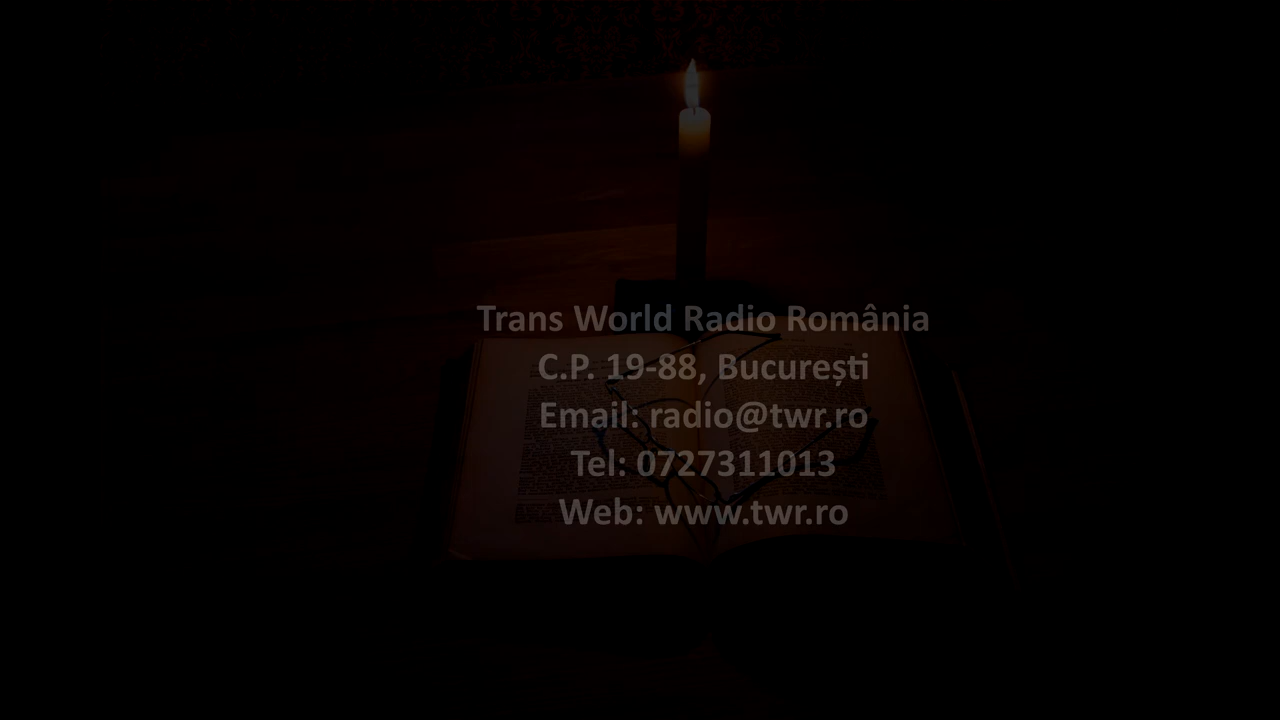 Trans World Radio România
C.P. 19-88, București
Email: radio@twr.ro
Tel: 0727311013
Web: www.twr.ro